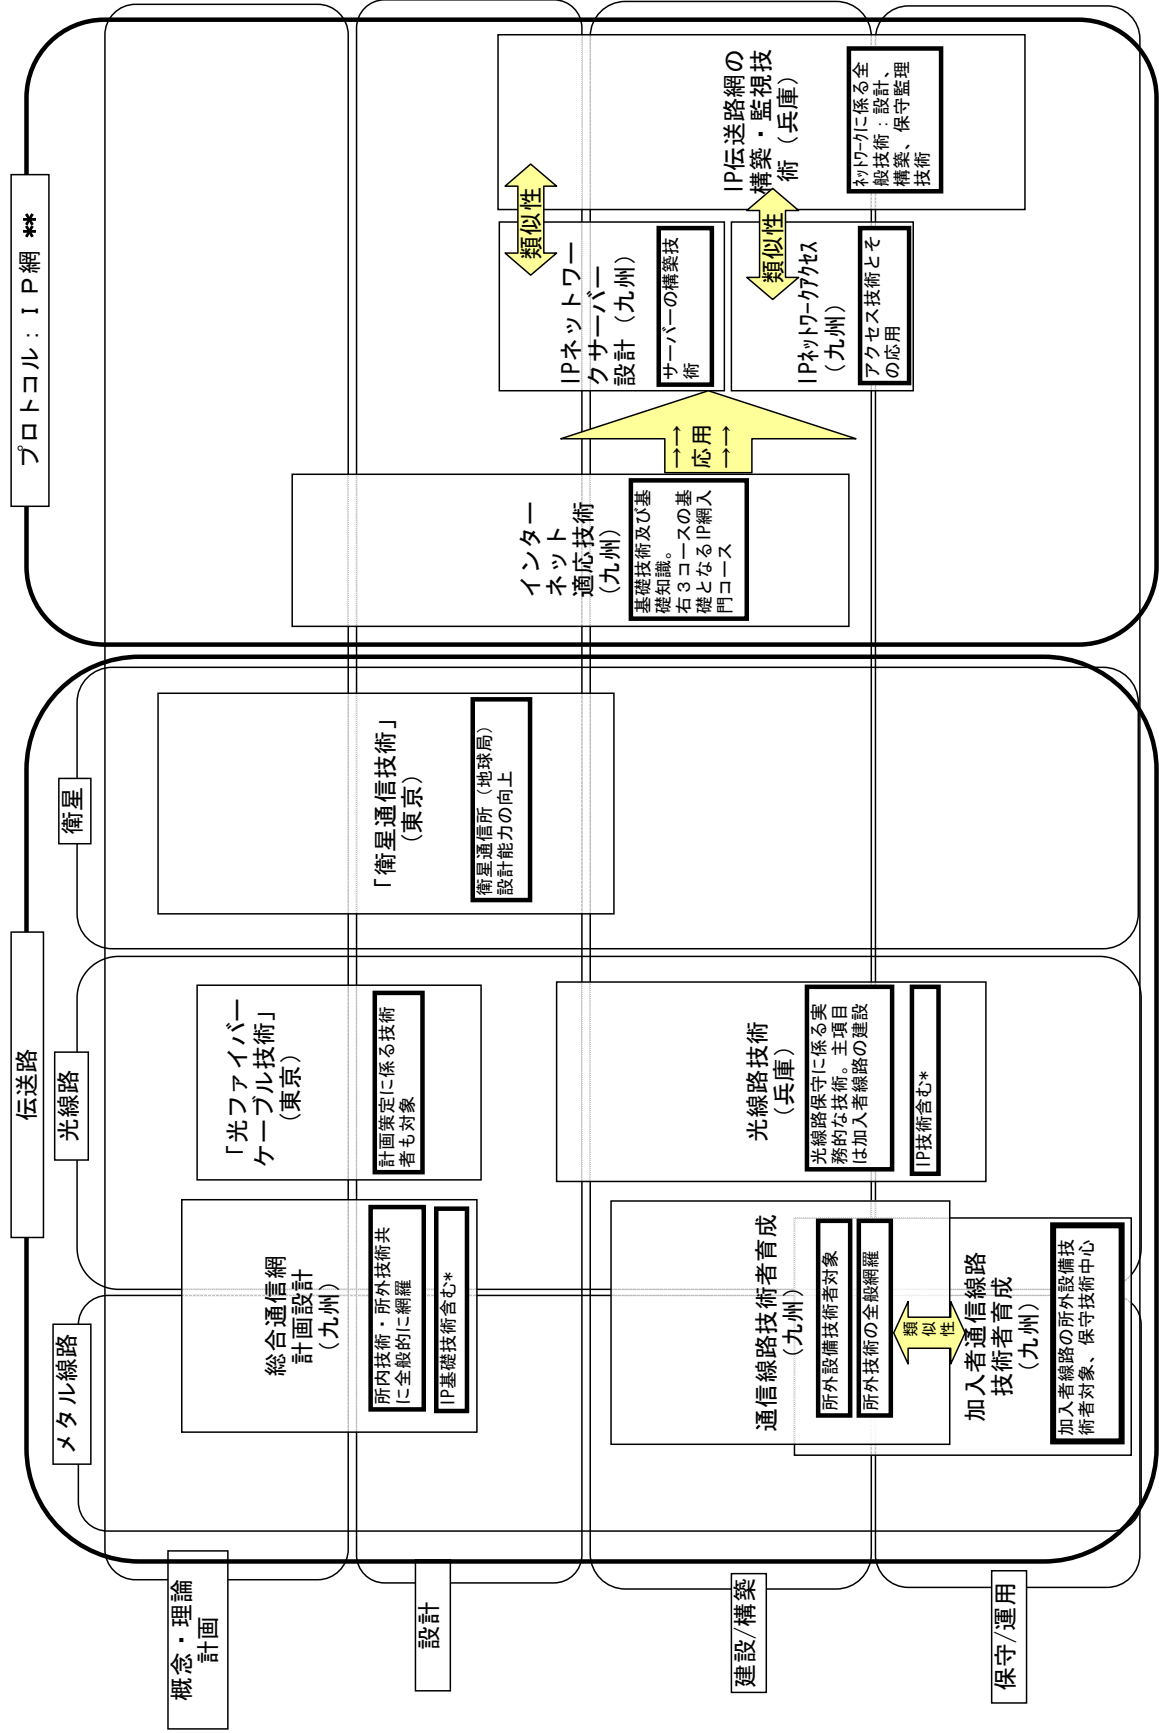 伝送路
プロトコル：ＩＰ網 **
メタル線路
光線路
衛星
概念・理論
計画
設計
建設/構築
保守/運用
総合通信網
計画設計
（九州）
所内技術・所外技術共
に全般的に網羅
IP基礎技術含む*
「光ファイバー
ケーブル技術」
（東京）
計画策定に係る技術
者も対象
「衛星通信技術」
（東京）
衛星通信所（地球局）
設計能力の向上
インター
ネット
適応技術
（九州）
基礎技術及び基
礎知識。
右３コースの基
礎となるIP網入
門コース
→→
応用
→→
IPネットワー
クサーバー
設計（九州）
サーバーの構築技
術
類似性
IPネットワークアクセス
（九州）
アクセス技術とそ
の応用
類似性
IP伝送路網の
構築・監視技
術（兵庫）
ネットワークに係る全
般技術：設計、
構築、保守監理
技術
通信線路技術者育成
（九州）
所外設備技術者対象
所外技術の全般網羅
類
似
性
加入者通信線路
技術者育成
（九州）
加入者線路の所外設備技
術者対象、保守技術中心
光線路技術
（兵庫）
光線路保守に係る実
務的な技術。主項目
は加入者線路の建設
IP技術含む*